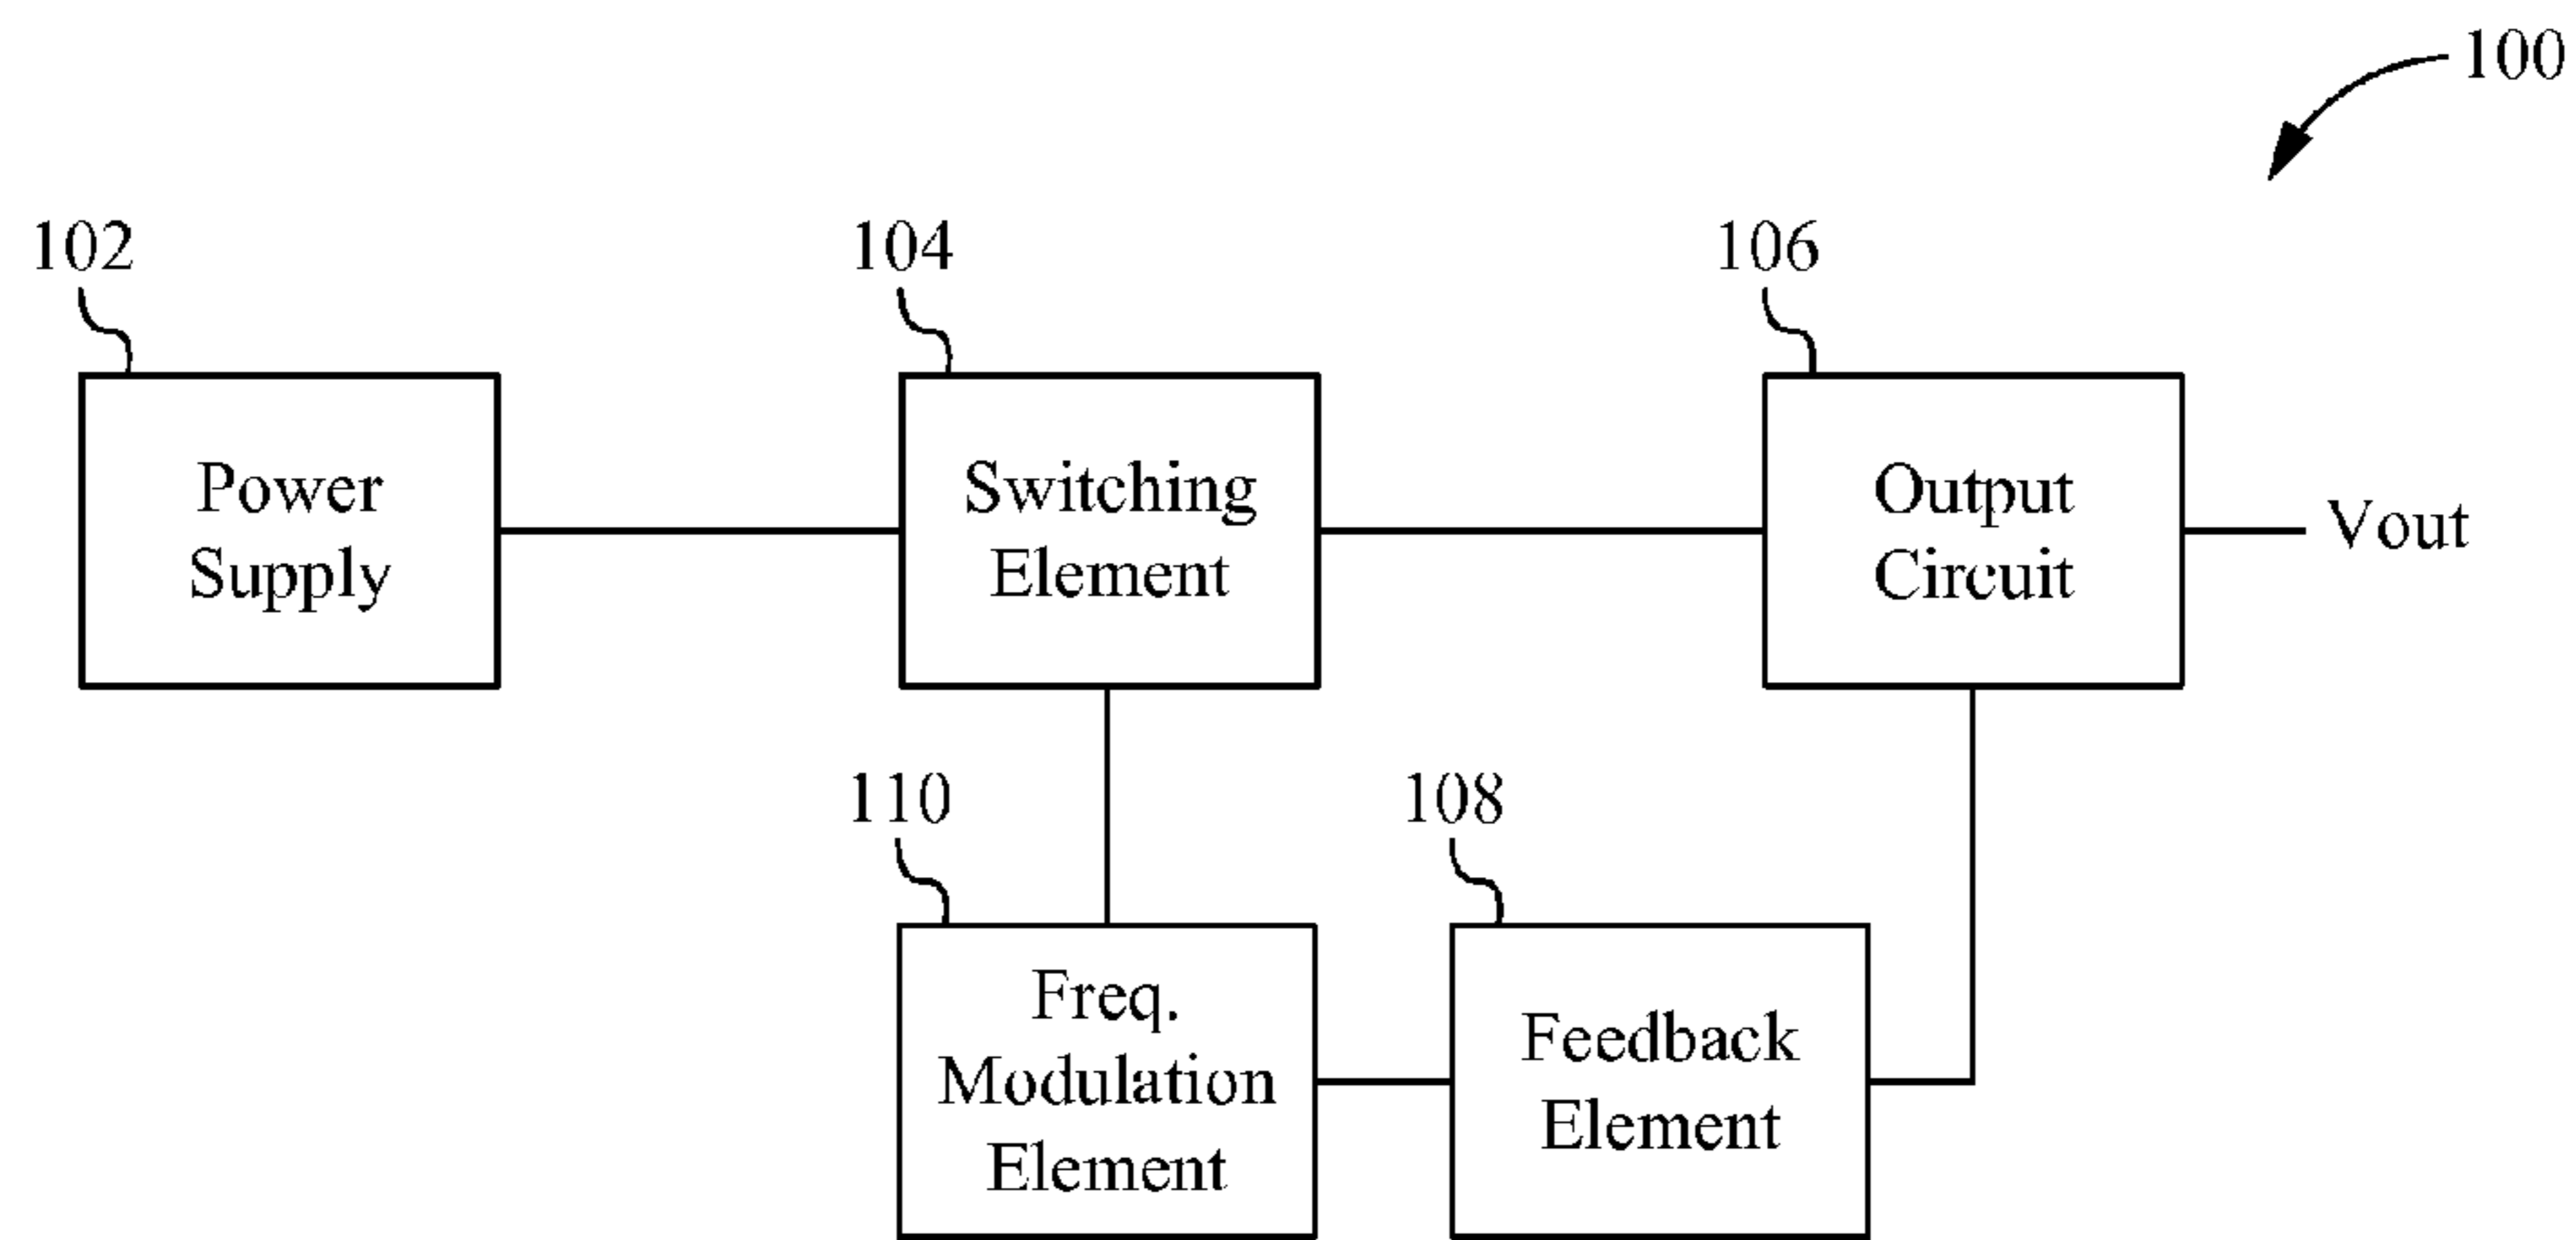 100
102
104
106
Power
Supply
Switching
Element
Output
Circuit
Vout
110
108
Freq.
Modulation
Element
Feedback
Element